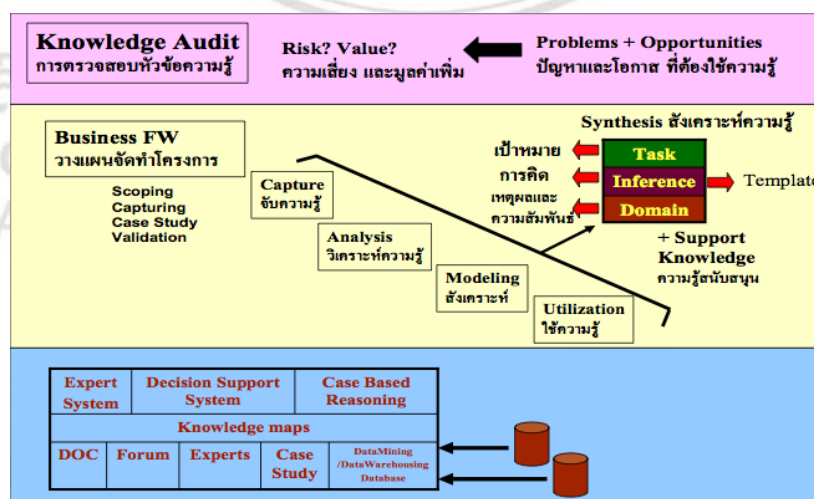 Knowledge Audit
การตรวจสอบหัวข้อความรู้
Risk? Value?
ความเสี่ยง และมูลค่าเพิ่ม
Problems + Opportunities
ปัญหาและโอกาส ที่ต้องใช้ความรู้
Business FW
วางแผนจัดทำโครงการ
Scoping
Capturing
Case Study
Validation
Capture
จับความรู้
Analysis
วิเคราะห์ความรู้
Modeling
สังเคราะห์
Utilization
ใช้ความรู้
Synthesis สังเคราะห์ความรู้
เป้าหมาย
การคิด
เหตุผลและ
ความสัมพันธ์
Task
Inference
Domain
Template
+ Support
Knowledge
ความรู้สนับสนุน
Expert
System
Decision Support
System
Case Based
Reasoning
Knowledge maps
DOC
Forum
Experts
Case
Study
DataMining
/DataWarehousing
Database